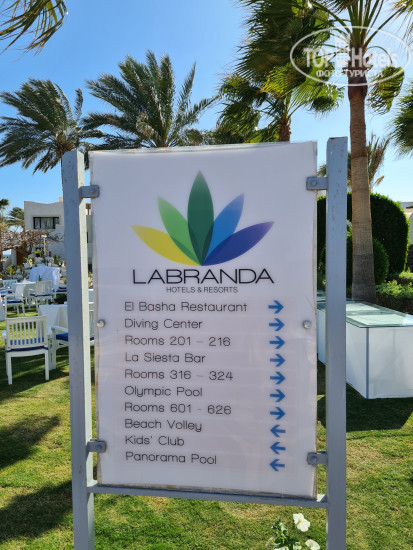 LABRANDA
HOTELS & RESORTS
El Basha Restaurant →
Diving Center →
Rooms 201 - 216 →
La Siesta Bar →
Rooms 316 - 324 →
Olympic Pool →
Rooms 601 - 626 →
Beach Volley ←
Kids' Club ←
Panorama Pool ←